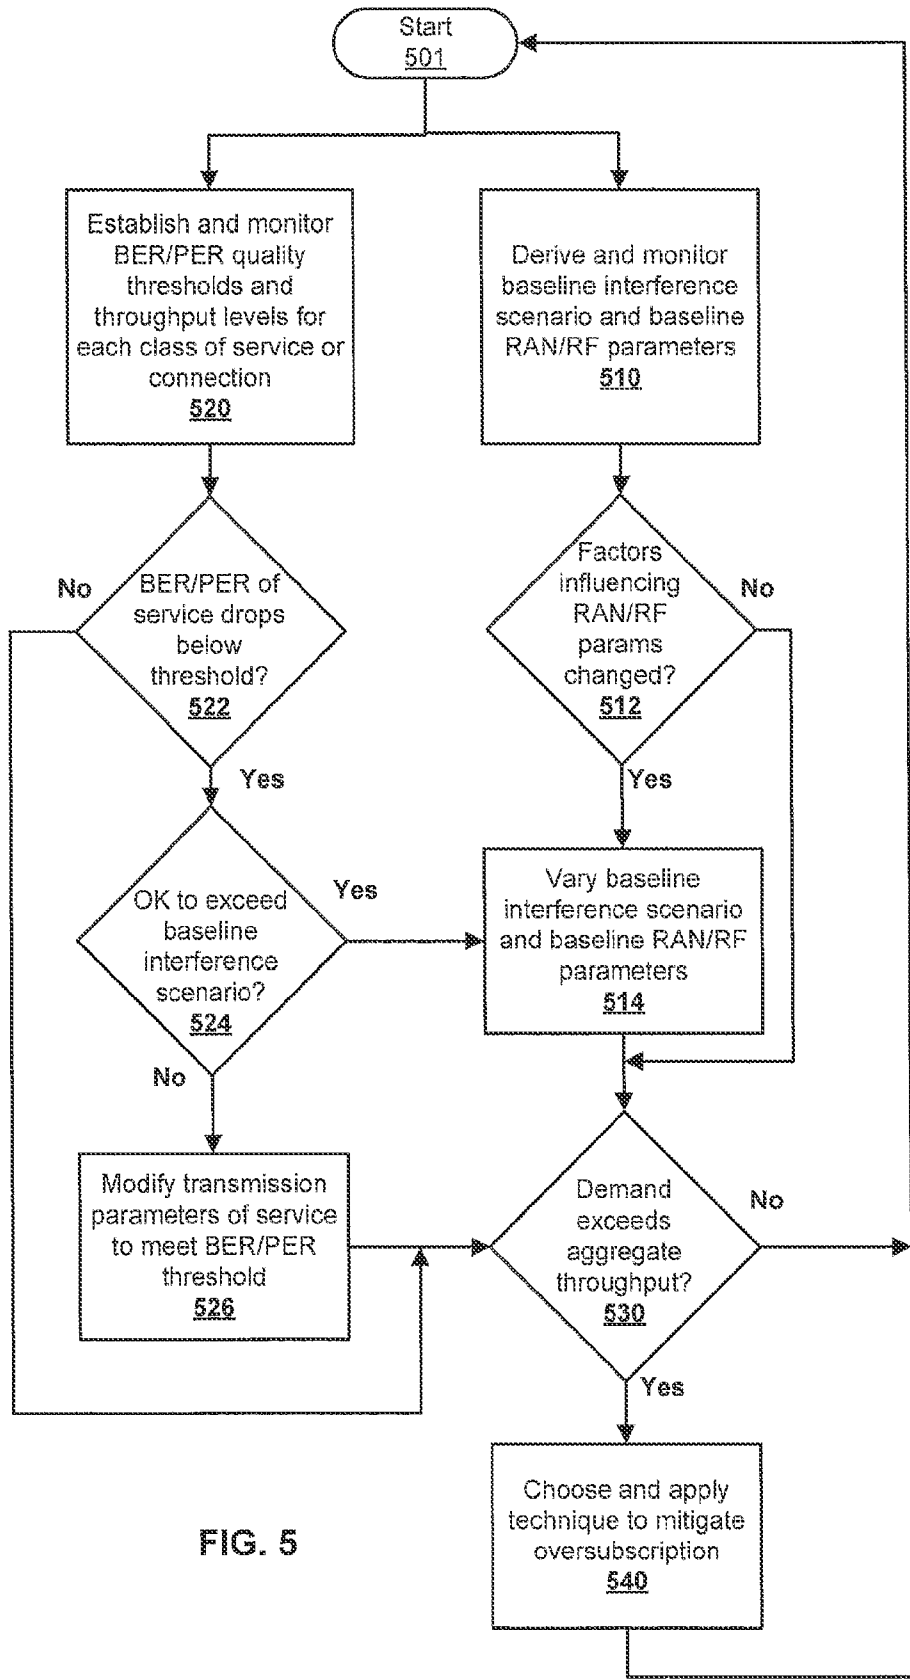 Start
501
Establish and monitor
BER/PER quality
thresholds and
throughput levels for
each class of service or
connection
520
Derive and monitor
baseline interference
scenario and baseline
RAN/RF parameters
510
No
BER/PER of
service drops
below
threshold?
522
Yes
Factors
influencing
RAN/RF
params
changed?
512
No
Yes
OK to exceed
baseline
interference
scenario?
524
Yes
No
Vary baseline
interference scenario
and baseline RAN/RF
parameters
514
Modify transmission
parameters of service
to meet BER/PER
threshold
526
Demand
exceeds
aggregate
throughput?
530
No
Yes
Choose and apply
technique to mitigate
oversubscription
540
FIG. 5